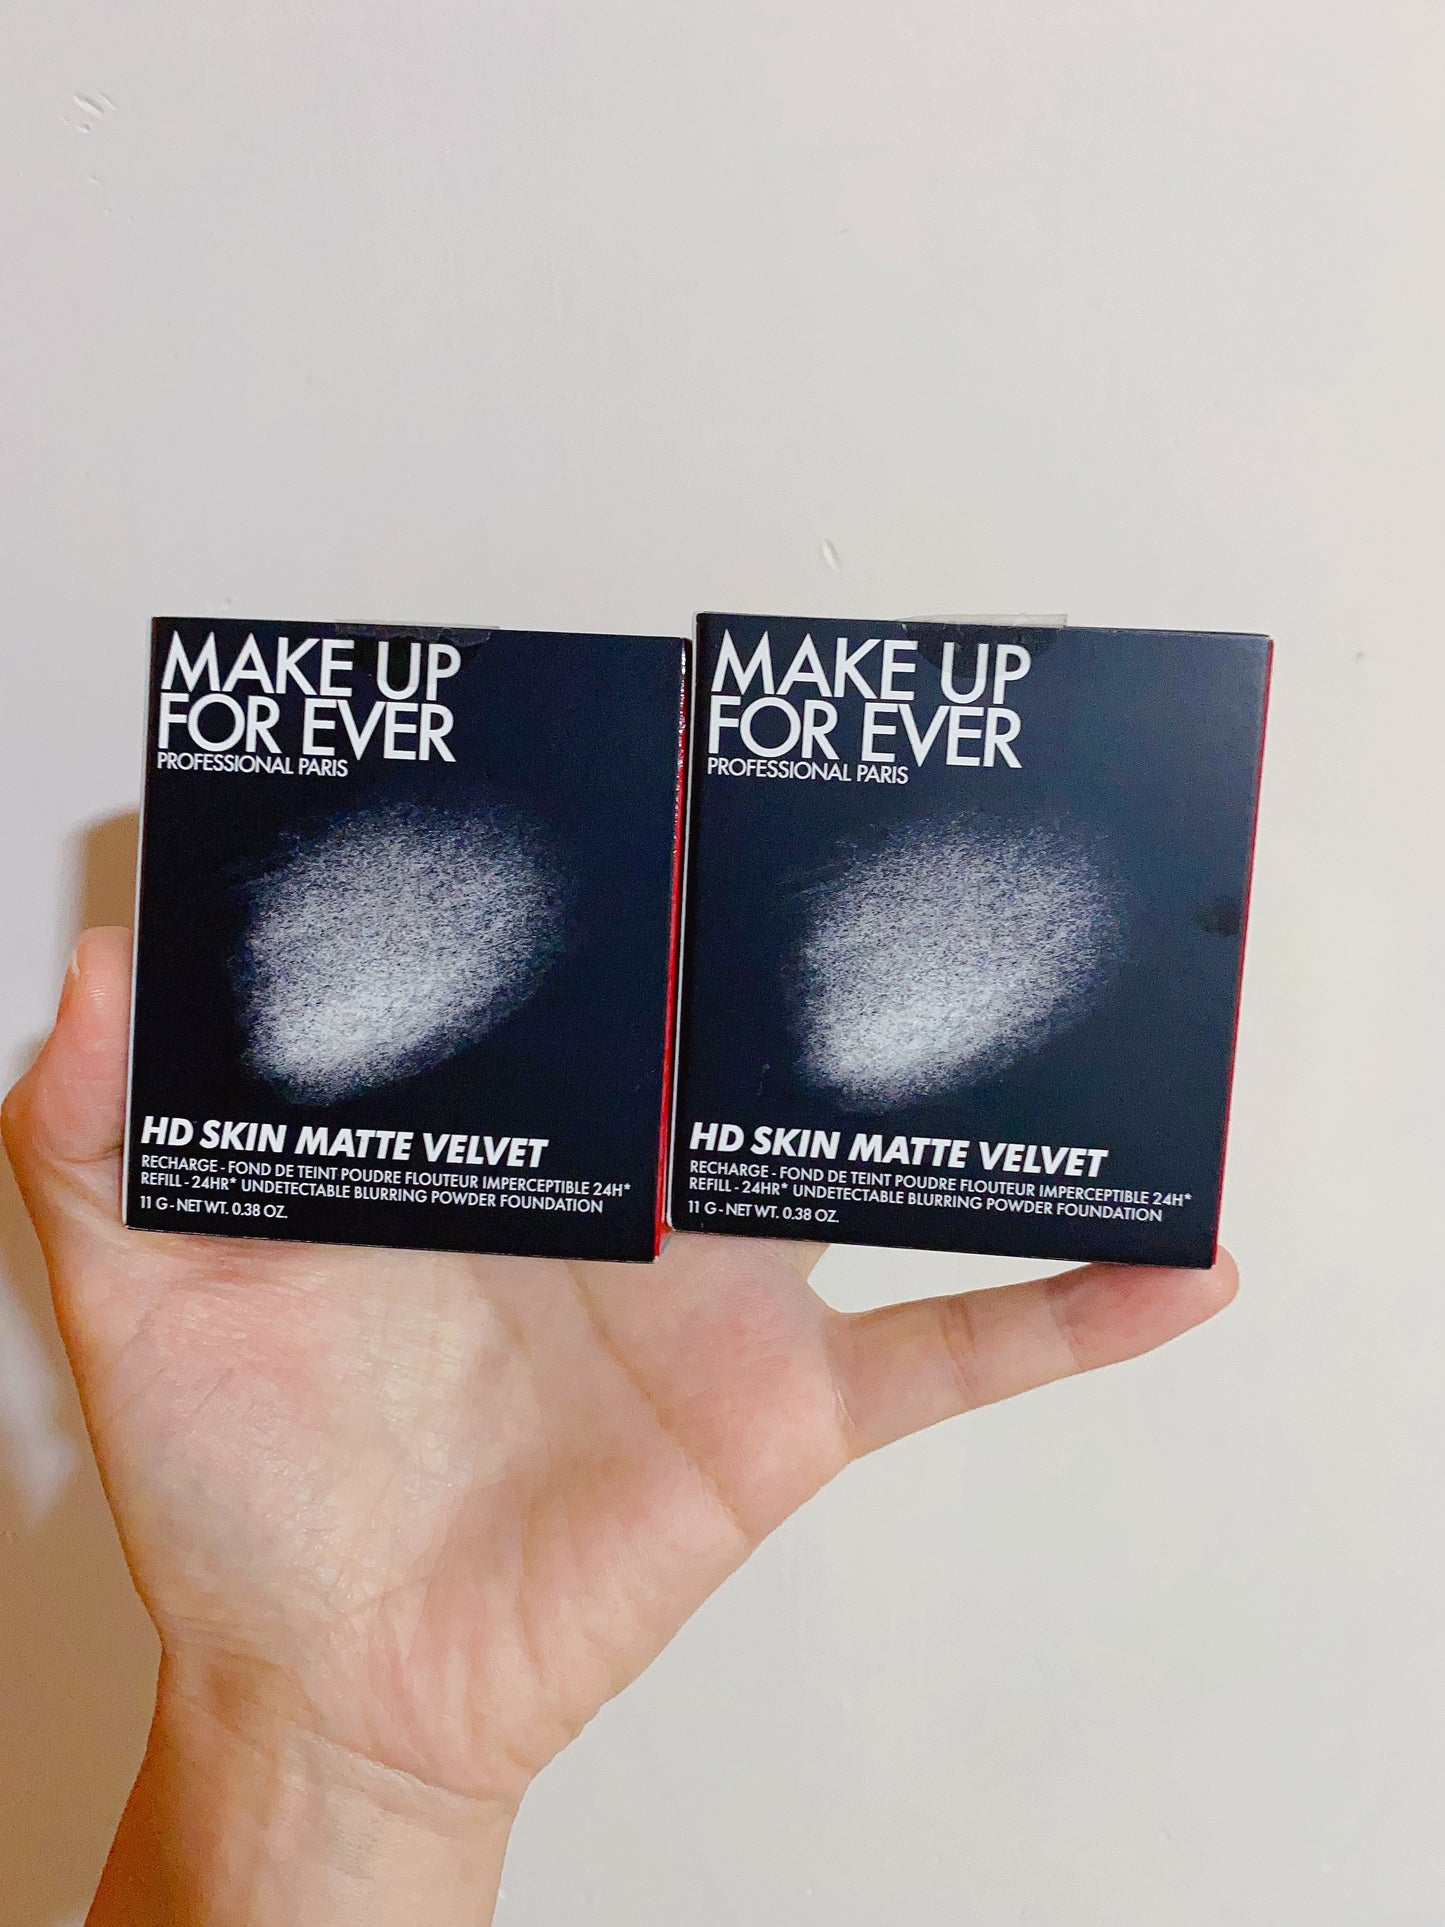 MAKE UP
FOR EVER
PROFESSIONAL PARIS
HD SKIN MATTE VELVET
RECHARGE - FOND DE TEINT POUDRE FLOUTEUR IMPERCEPTIBLE 24H*
REFILL - 24HR* UNDETECTABLE BLURRING POWDER FOUNDATION
11 G - NET WT. 0.38 OZ.
MAKE UP
FOR EVER
PROFESSIONAL PARIS
HD SKIN MATTE VELVET
RECHARGE - FOND DE TEINT POUDRE FLOUTEUR IMPERCEPTIBLE 24H*
REFILL - 24HR* UNDETECTABLE BLURRING POWDER FOUNDATION
11 G - NET WT. 0.38 OZ.